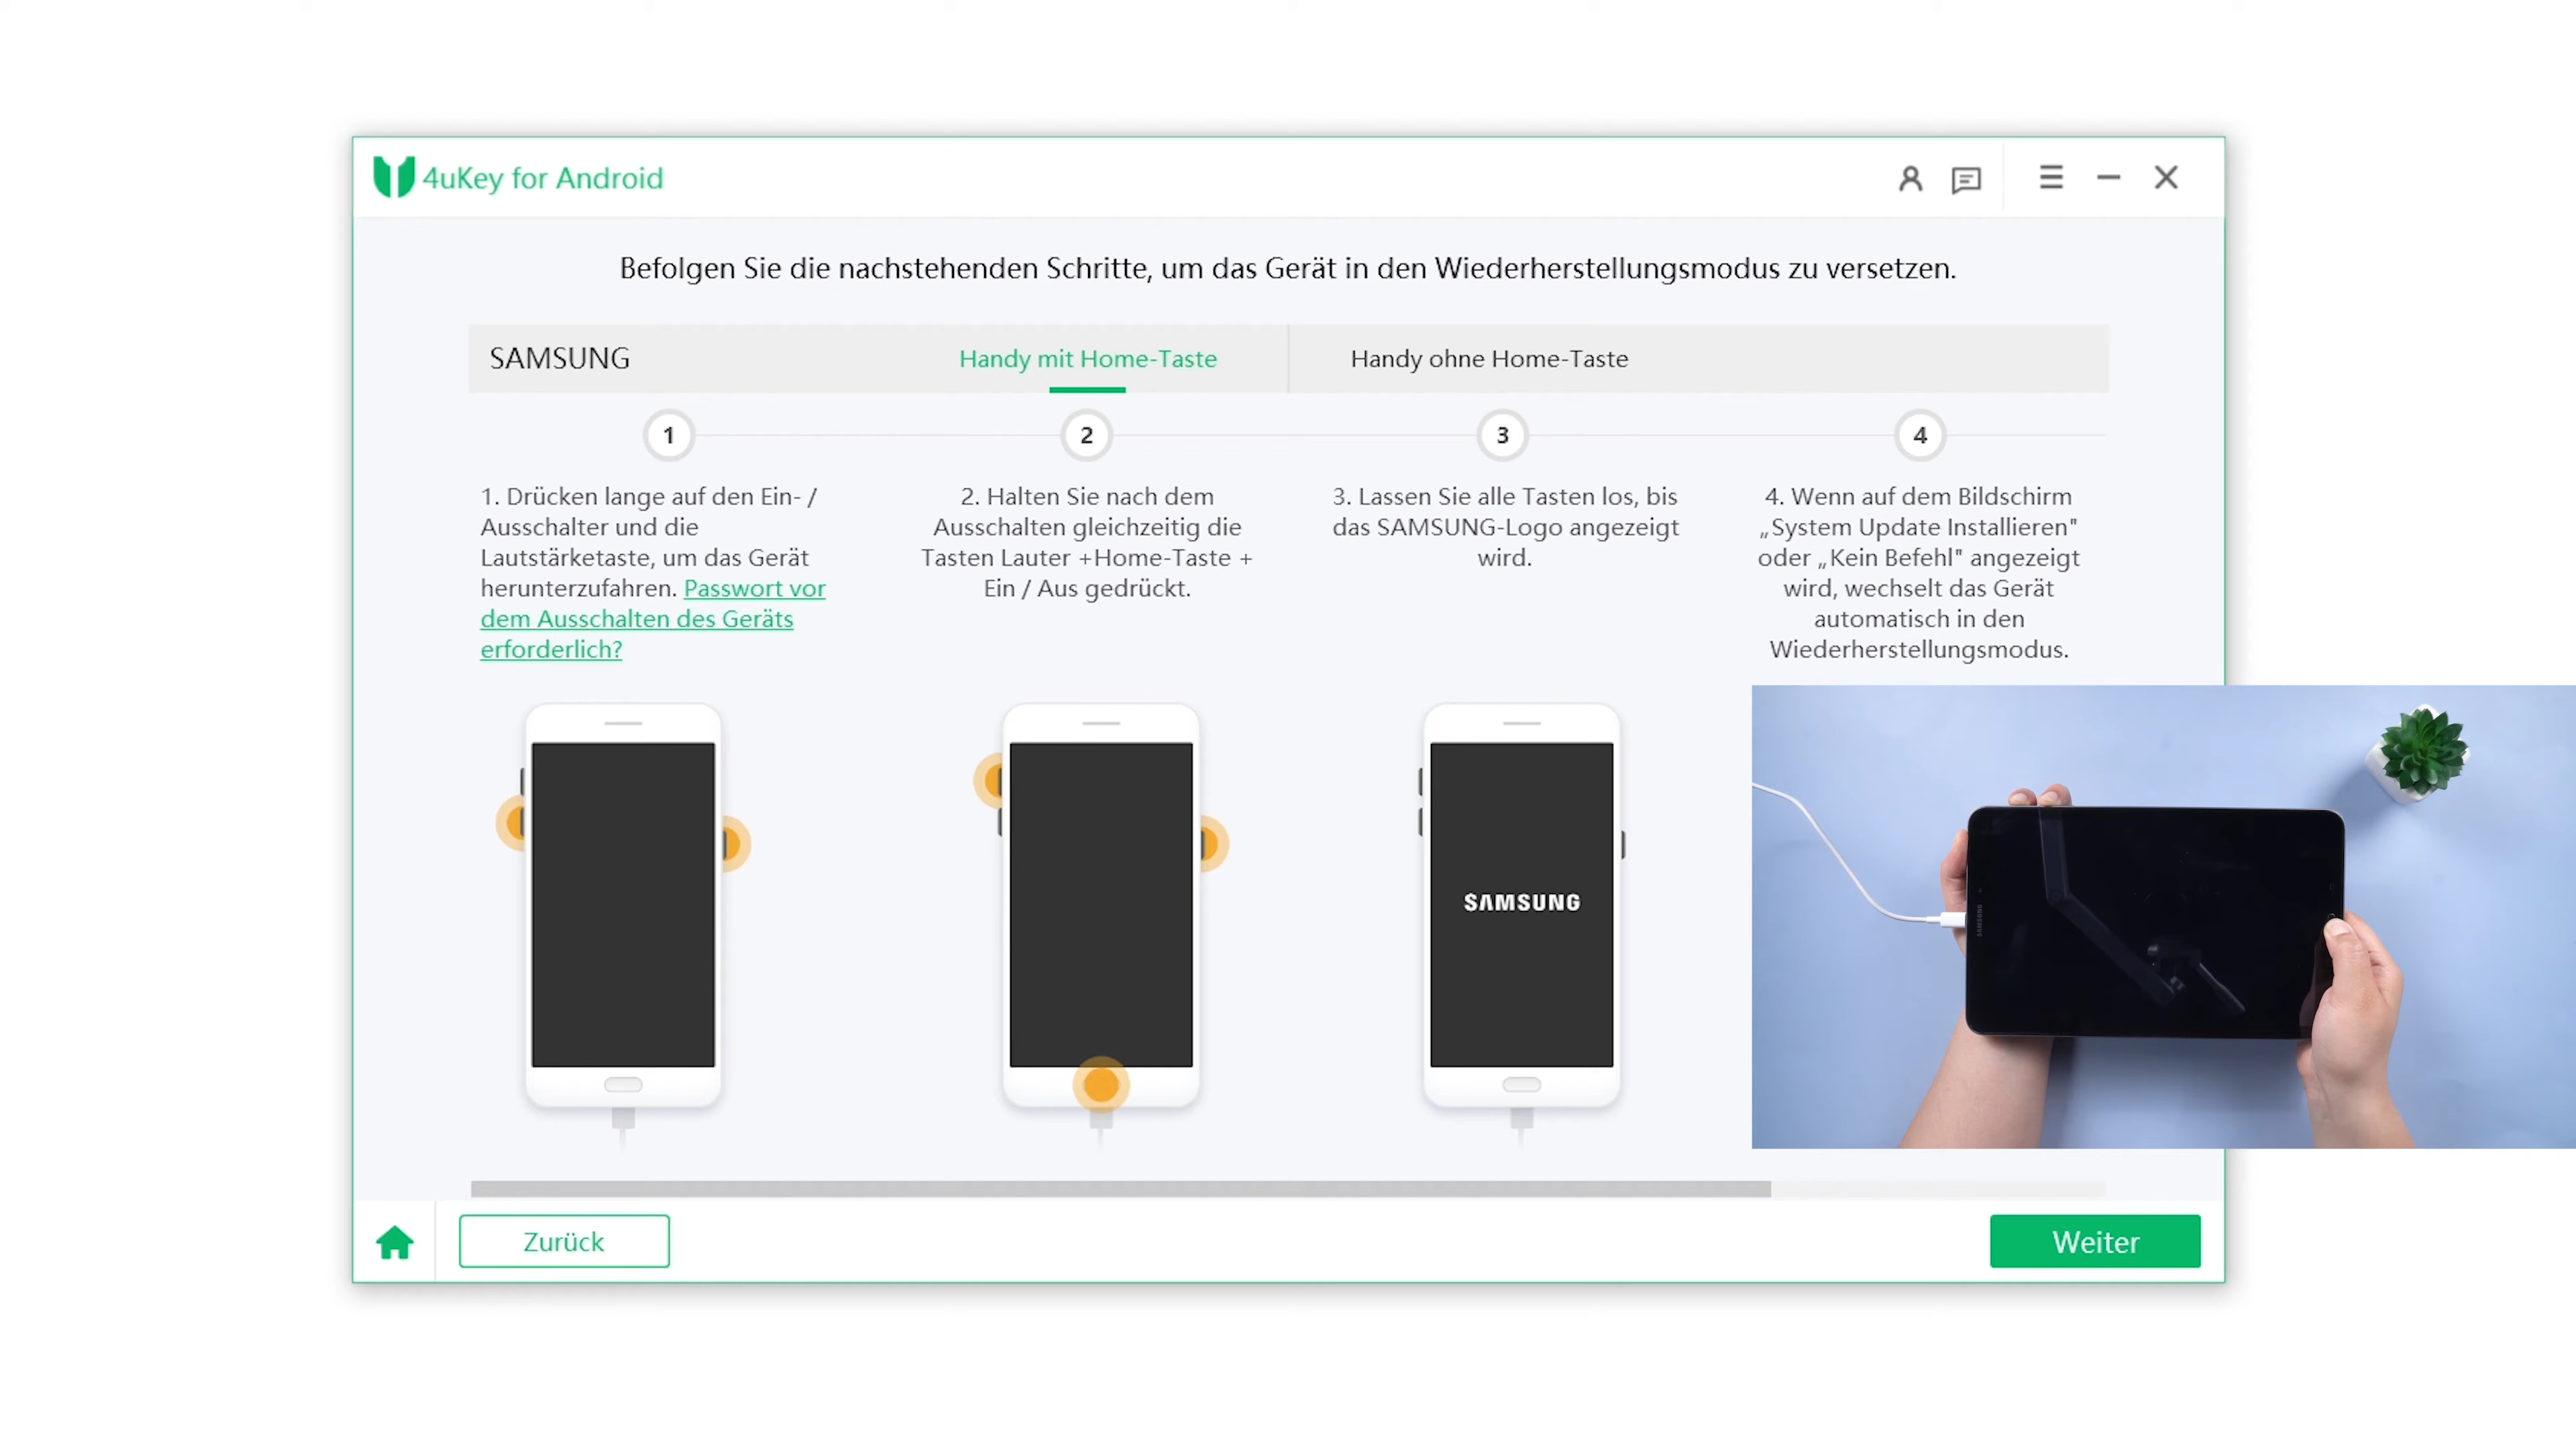 4uKey for Android
Befolgen Sie die nachstehenden Schritte, um das Gerät in den Wiederherstellungsmodus zu versetzen.
SAMSUNG
Handy mit Home-Taste
Handy ohne Home-Taste
1
2
3
4
1. Drücken lange auf den Ein- /
Ausschalter und die
Lautstärketaste, um das Gerät
herunterzufahren. Passwort vor
dem Ausschalten des Geräts
erforderlich?
2. Halten Sie nach dem
Ausschalten gleichzeitig die
Tasten Lauter +Home-Taste +
Ein / Aus gedrückt.
3. Lassen Sie alle Tasten los, bis
das SAMSUNG-Logo angezeigt
wird.
4. Wenn auf dem Bildschirm
„System Update Installieren"
oder „Kein Befehl" angezeigt
wird, wechselt das Gerät
automatisch in den
Wiederherstellungsmodus.
SAMSUNG
SAMSUNG
Zurück
Weiter